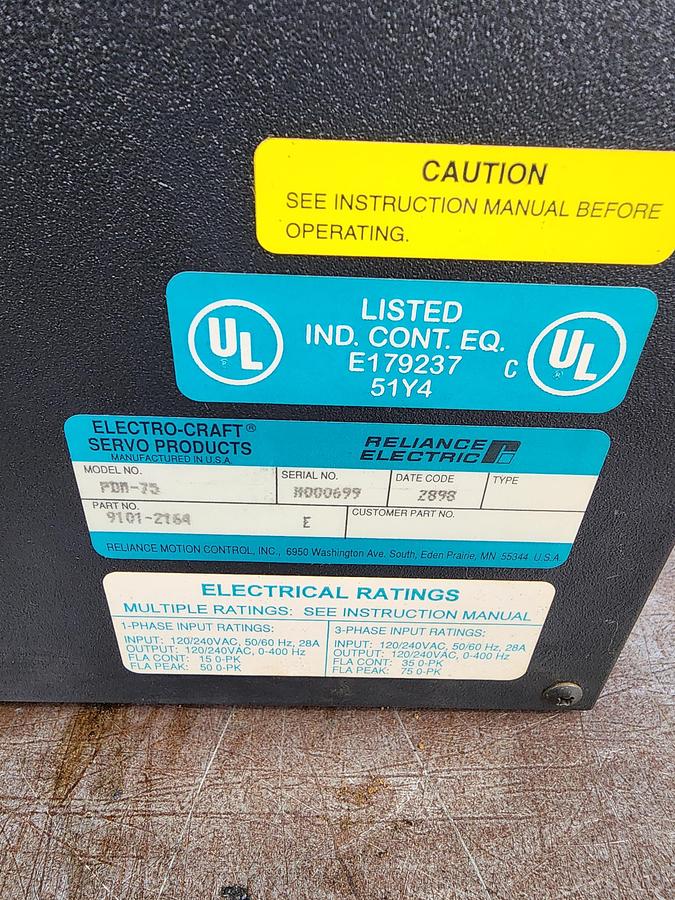 CAUTION
SEE INSTRUCTION MANUAL BEFORE
OPERATING.
UL
LISTED
IND. CONT. EQ.
E179237
51Y4
C UL
ELECTRO-CRAFT®
SERVO PRODUCTS
MANUFACTURED IN U.S.A.
RELIANCE
ELECTRIC
MODEL NO.
PDM-75
SERIAL NO.
H000699
DATE CODE
2898
TYPE
PART NO.
9101-2164
E
CUSTOMER PART NO.
RELIANCE MOTION CONTROL, INC., 6950 Washington Ave. South, Eden Prairie, MN 55344 U.S.A.
ELECTRICAL RATINGS
MULTIPLE RATINGS: SEE INSTRUCTION MANUAL
1-PHASE INPUT RATINGS:
INPUT: 120/240VAC, 50/60 Hz, 28A
OUTPUT: 120/240VAC, 0-400 Hz
FLA CONT: 15 0-PK
FLA PEAK: 50 0-PK
3-PHASE INPUT RATINGS:
INPUT: 120/240VAC, 50/60 Hz, 28A
OUTPUT: 120/240VAC, 0-400 Hz
FLA CONT: 35 0-PK
FLA PEAK: 75 0-PK